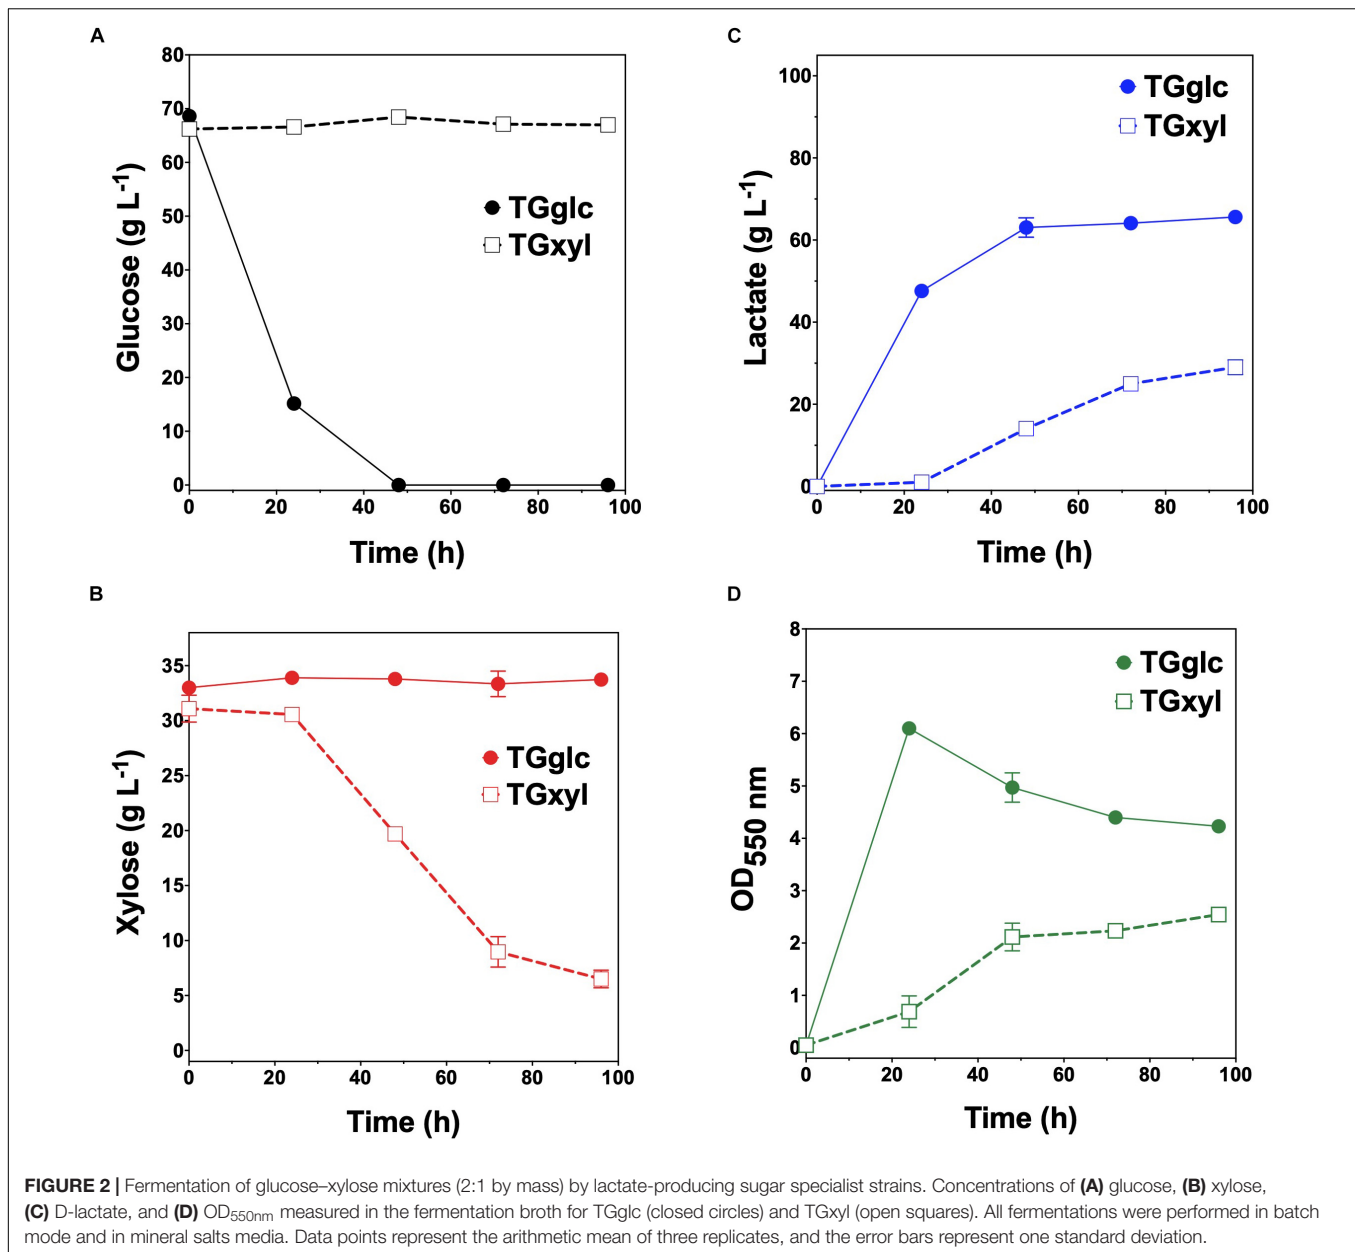 A
80
70
60
50
40
30
20
10
0
0 20 40 60 80 100
Glucose (g L-1)
Time (h)
TGglc
TGxyl
C
100
80
60
40
20
0
0 20 40 60 80 100
Lactate (g L-1)
Time (h)
TGglc
TGxyl
B
35
30
25
20
15
10
5
0
0 20 40 60 80 100
Xylose (g L-1)
Time (h)
TGglc
TGxyl
D
8
7
6
5
4
3
2
1
0
0 20 40 60 80 100
OD550 nm
Time (h)
TGglc
TGxyl
FIGURE 2 | Fermentation of glucose–xylose mixtures (2:1 by mass) by lactate-producing sugar specialist strains. Concentrations of (A) glucose, (B) xylose,
(C) D-lactate, and (D) OD550nm measured in the fermentation broth for TGglc (closed circles) and TGxyl (open squares). All fermentations were performed in batch
mode and in mineral salts media. Data points represent the arithmetic mean of three replicates, and the error bars represent one standard deviation.